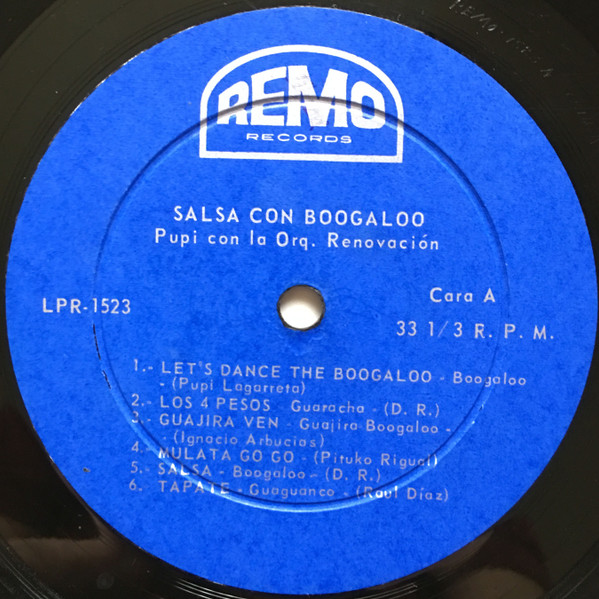 REMO
RECORDS
SALSA CON BOOGALOO
Pupi con la Orq. Renovación
LPR-1523
Cara A
33 1/3 R. P. M.
1.- LET'S DANCE THE BOOGALOO - Boogaloo
- (Pupi Lagarreta)
2.- LOS 4 PESOS - Guaracha - (D. R.)
3.- GUAJIRA VEN - Guajira Boogaloo -
- (Ignacio Arbucias)
4.- MULATA GO GO - (Pituko Rigual)
5.- SALSA - Boogaloo - (D. R.)
6.- TAPATE - Guaguanco - (Raul Díaz)